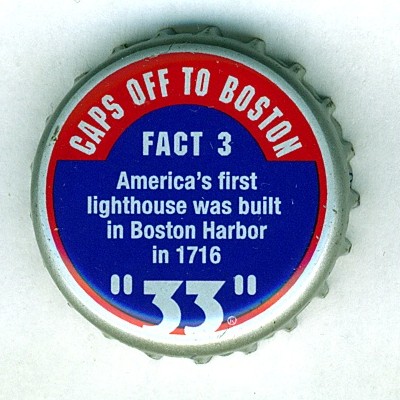 CAPS OFF TO BOSTON
FACT 3
America's first
lighthouse was built
in Boston Harbor
in 1716
"33"®